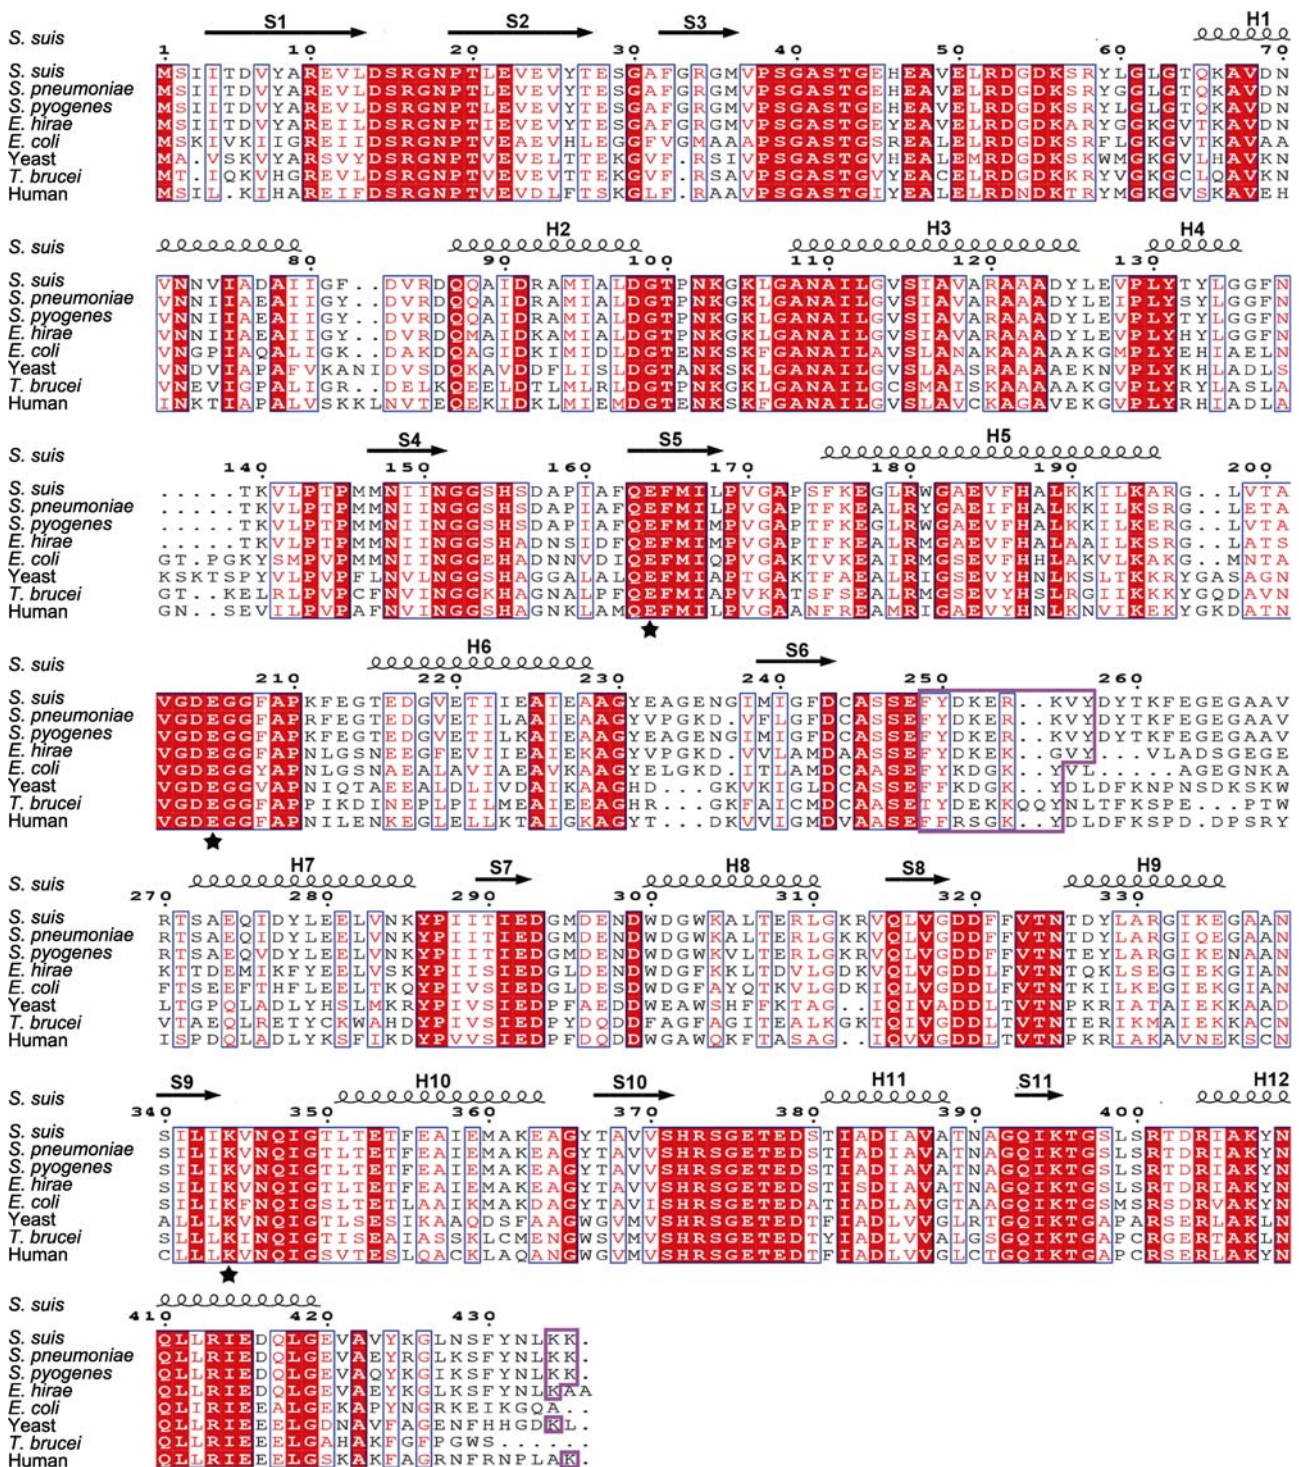 S1 S2 S3 H1
S. suis
1 10 20 30 40 50 60 70
S. suis MSIITDVYAREVLDSRGNPTLEVEVYTESGAFGRGMVPSGASTGEHEAVELRDGDKSRYLGLGTQKAVDN
S. pneumoniae MSIITDVYAREVLDSRGNPTLEVEVYTESGAFGRGMVPSGASTGEHEAVELRDGDKSRYGGLGTQKAVDN
S. pyogenes MSIITDVYAREVLDSRGNPTLEVEVYTESGAFGRGMVPSGASTGEHEAVELRDGDKSRYLGLGTQKAVDN
E. hirae MSIITDVYAREILDSRGNPTIEVEVYTESGAFGRGMVPSGASTGEYEAVELRDGDKARYGGKGVTKAVDN
E. coli MSKIVKIIGREIIDSRGNPTVEAEVHLEGGFVGMAAAPSGASTGSREALELRDGDKSRFLGKGVTKAVAA
Yeast MA.VSKVYARSVYDSRGNPTVEVELTTEKGVF.RSIVPSGASTGVHEALEMRDGDKSKWMGKGVLHAVKN
T. brucei MT.IQKVHGREVLDSRGNPTVEVEVTTEKGVF.RSAVPSGASTGVYEACELRDGDKKRYVGKGCLQAVKN
Human MSIL.KIHAREIFDSRGNPTVEVDLFTSKGLF.RAAVPSGASTGIYEALELRDNDKTRYMGKGVSKAVEH
H2 H3 H4
S. suis
80 90 100 110 120 130
S. suis VNNVIADAIIGF..DVRDQQAIDRAMIALDGTPNKGKLGANAILGVSIAVARAAADYLEVPLYTYLGGFN
S. pneumoniae VNNIIAEAIIGY..DVRDQQAIDRAMIALDGTPNKGKLGANAILGVSIAVARAAADYLEVPLYSYLGGFN
S. pyogenes VNNIIAEAIIGY..DVRDQQAIDRAMIALDGTPNKGKLGANAILGVSIAVARAAADYLEVPLYTYLGGFN
E. hirae VNNIIAEAIIGY..DVRDQMAIDKAMIALDGTPNKGKLGANAILGVSIAVARAAADYLEVPLYHYLGGFN
E. coli VNGPIAQALIGK..DAKDQAGIDKIMIDLDGTENKSKFGANAILAVSLANAKAAAAAKGMPLYEHIAELN
Yeast VNDVIAPAFVKANIDVSDQKAVDDFLISLDGTANKSKLGANAILGVSLAASRAAAAEKNVPLYKHLADLS
T. brucei VNEVIGPALIGR..DELKQEELDTLMLRLDGTPNKGKLGANAILGCSMAISKAAAAAKGVPLYRYLASLA
Human INKTIAPALVSKKLNVTEQEKIDKLMIEMDGTENKSKFGANAILGVSLAVCKAGAVEKGVPLYRHIADLA
S4 S5 H5
S. suis
140 150 160 170 180 190 200
S. suis .....TKVLPTPMMNIINGGSHSDAPIAFQEFMILPVGAPSFKEGLRWGAEVFHALKKILKARG..LVTA
S. pneumoniae .....TKVLPTPMMNIINGGSHSDAPIAFQEFMILPVGAPTFKEALRYGAEIFHALKKILKSRG..LETA
S. pyogenes .....TKVLPTPMMNIINGGSHSDAPIAFQEFMIMPVGAPTFKEGLRWGAEVFHALKKILKERG..LVTA
E. hirae .....TKVLPTPMMNIINGGSHADNSIDFQEFMIMPVGAPTFKEALRMGAEVFHALAAILKSRG..LATS
E. coli GT.PGKYSMPVPMMNIINGGEHADNNVDIQEFMIQPVGAKTVKEAIRMGSEVFHHLAKVLKAKG..MNTA
Yeast KSKTSPYVLPVPFLNVLNGGSHAGGALALQEFMIAPTGAKTFAEALRIGSEVYHNLKSLTKKRYGASAGN
T. brucei GT..KELRLPVPCFNVINGGKHAGNALPFQEFMIAPVKATSFSEALRMGSEVYHSLRGIIKKKYGQDAVN
Human GN..SEVILPVPAFNVINGGSHAGNKLAMQEFMILPVGAANFREAMRIGAEVYHNLKNVIKEKYGKDATN
H6 S6
S. suis
210 220 230 240 250 260
S. suis VGDEGGFAPKFEGTEDGVETIIEAIEAAGYEAGENGIMIGFDCASSEFYDKER..KVYDYTKFEGEGAAV
S. pneumoniae VGDEGGFAPRFEGTEDGVETILAAIEAAGYVPGKD.VFLGFDCASSEFYDKER..KVYDYTKFEGEGAAV
S. pyogenes VGDEGGFAPKFEGTEDGVETILKAIEAAGYEAGENGIMIGFDCASSEFYDKER..KVYDYTKFEGEGAAV
E. hirae VGDEGGFAPNLGSNEEGFEVIIEAIEKAGYVPGKD.VVLAMDAASSEFYDKEK..GVY...VLADSGEGE
E. coli VGDEGGYAPNLGSNAEALAVIAEAVKAAGYELGKD.ITLAMDCAASEFYKDGK..YVL.....AGEGNKA
Yeast VGDEGGVAPNIQTAEEALDLIVDAIKAAGHD...GKVKIGLDCASSEFFKDGK..YDLDFKNPNSDKSKW
T. brucei VGDEGGFAPPIKDINEPLPILMEAIEEAGHR...GKFAICMDCAASETYDEKKQQYNLTFKSPE...PTW
Human VGDEGGFAPNILENKEGLELLKTAIGKAGYT...DKVVIGMDVAASEFFRSGK..YDLDFKSPD.DPSRY
H7 S7 H8 S8 H9
S. suis
270 280 290 300 310 320 330
S. suis RTSAEQIDYLEELVNKYPIITIEDGMDENDWDGWKALTERLGKRVQLVGDDFFVTNTDYLARGIKEGAAN
S. pneumoniae RTSAEQIDYLEELVNKYPIITIEDGMDENDWDGWKALTERLGKKVQLVGDDFFVTNTDYLARGIQEGAAN
S. pyogenes RTSAEQVDYLEELVNKYPIITIEDGMDENDWDGWKVLTERLGKRVQLVGDDFFVTNTEYLARGIKENAAN
E. hirae KTTDEMIKFYEELVSKYPIISIEDGLDENDWDGFKKLTDVLGDKVQLVGDDLFVTNTQKLSEGIEKGIAN
E. coli FTSEEFTHFLEELTKQYPIVSIEDGLDESDWDGFAYQTKVLGDKIQLVGDDLFVTNTKILKEGIEKGIAN
Yeast LTGPQLADLYHSLMKRYPIVSIEDPFAEDDWEAWSHFFKTAG..IQIVADDLTVTNPKRIATAIEKKAAD
T. brucei VTAEQLRETYCKWAHDYPIVSIEDPYDQDDFAGFAGITEALKGKTQIVGDDLTVTNTERIKMAIEKKACN
Human ISPDQLADLYKSFIKDYPVVSIEDPFDQDDWGAWQKFTASAG..IQVVGDDLTVTNPKRIAKAVNEKSCN
S9 H10 S10 H11 S11 H12
S. suis
340 350 360 370 380 390 400
S. suis SILIKVNQIGTLTETFEAIEMAKEAGYTAVVSHRSGETEDSTIADIAVATNAGQIKTGSLSRTDRIAKYN
S. pneumoniae SILIKVNQIGTLTETFEAIEMAKEAGYTAVVSHRSGETEDSTIADIAVATNAGQIKTGSLSRTDRIAKYN
S. pyogenes SILIKVNQIGTLTETFEAIEMAKEAGYTAVVSHRSGETEDSTIADIAVATNAGQIKTGSLSRTDRIAKYN
E. hirae SILIKVNQIGTLTETFEAIEMAKEAGYTAVVSHRSGETEDSTISDIAVATNAGQIKTGSLSRTDRIAKYN
E. coli SILIKFNQIGSLTETLAAIKMAKDAGYTAVISHRSGETEDATIADLAVGTAAGQIKTGSMSRSDRVAKYN
Yeast ALLLKVNQIGTLSESIKAAQDSFAAGWGVMVSHRSGETEDTFIADLVVGLRTGQIKTGAPARSERLAKLN
T. brucei SLLLKINQIGTISEAIASSKLCMENGWSVMVSHRSGETEDTYIADLVVALGSGQIKTGAPCRGERTAKLN
Human CLLLKVNQIGSVTESLQACKLAQANGWGVMVSHRSGETEDTFIADLVVGLCTGQIKTGAPCRSERLAKYN
S. suis
410 420 430
S. suis QLLRIEDQLGEVAVYKGLNSFYNLKK.
S. pneumoniae QLLRIEDQLGEVAEYRGLKSFYNLKK.
S. pyogenes QLLRIEDQLGEVAQYKGIKSFYNLKK.
E. hirae QLLRIEDQLGEVAEYKGLKSFYNLKAA
E. coli QLIRIEEALGEKAPYNGRKEIKGQA..
Yeast QLLRIEEELGDNAVFAGENFHHGDKL.
T. brucei QLLRIEEELGAHAKFGFPGWS......
Human QLLRIEEELGSKAKFAGRNFRNPLAK.